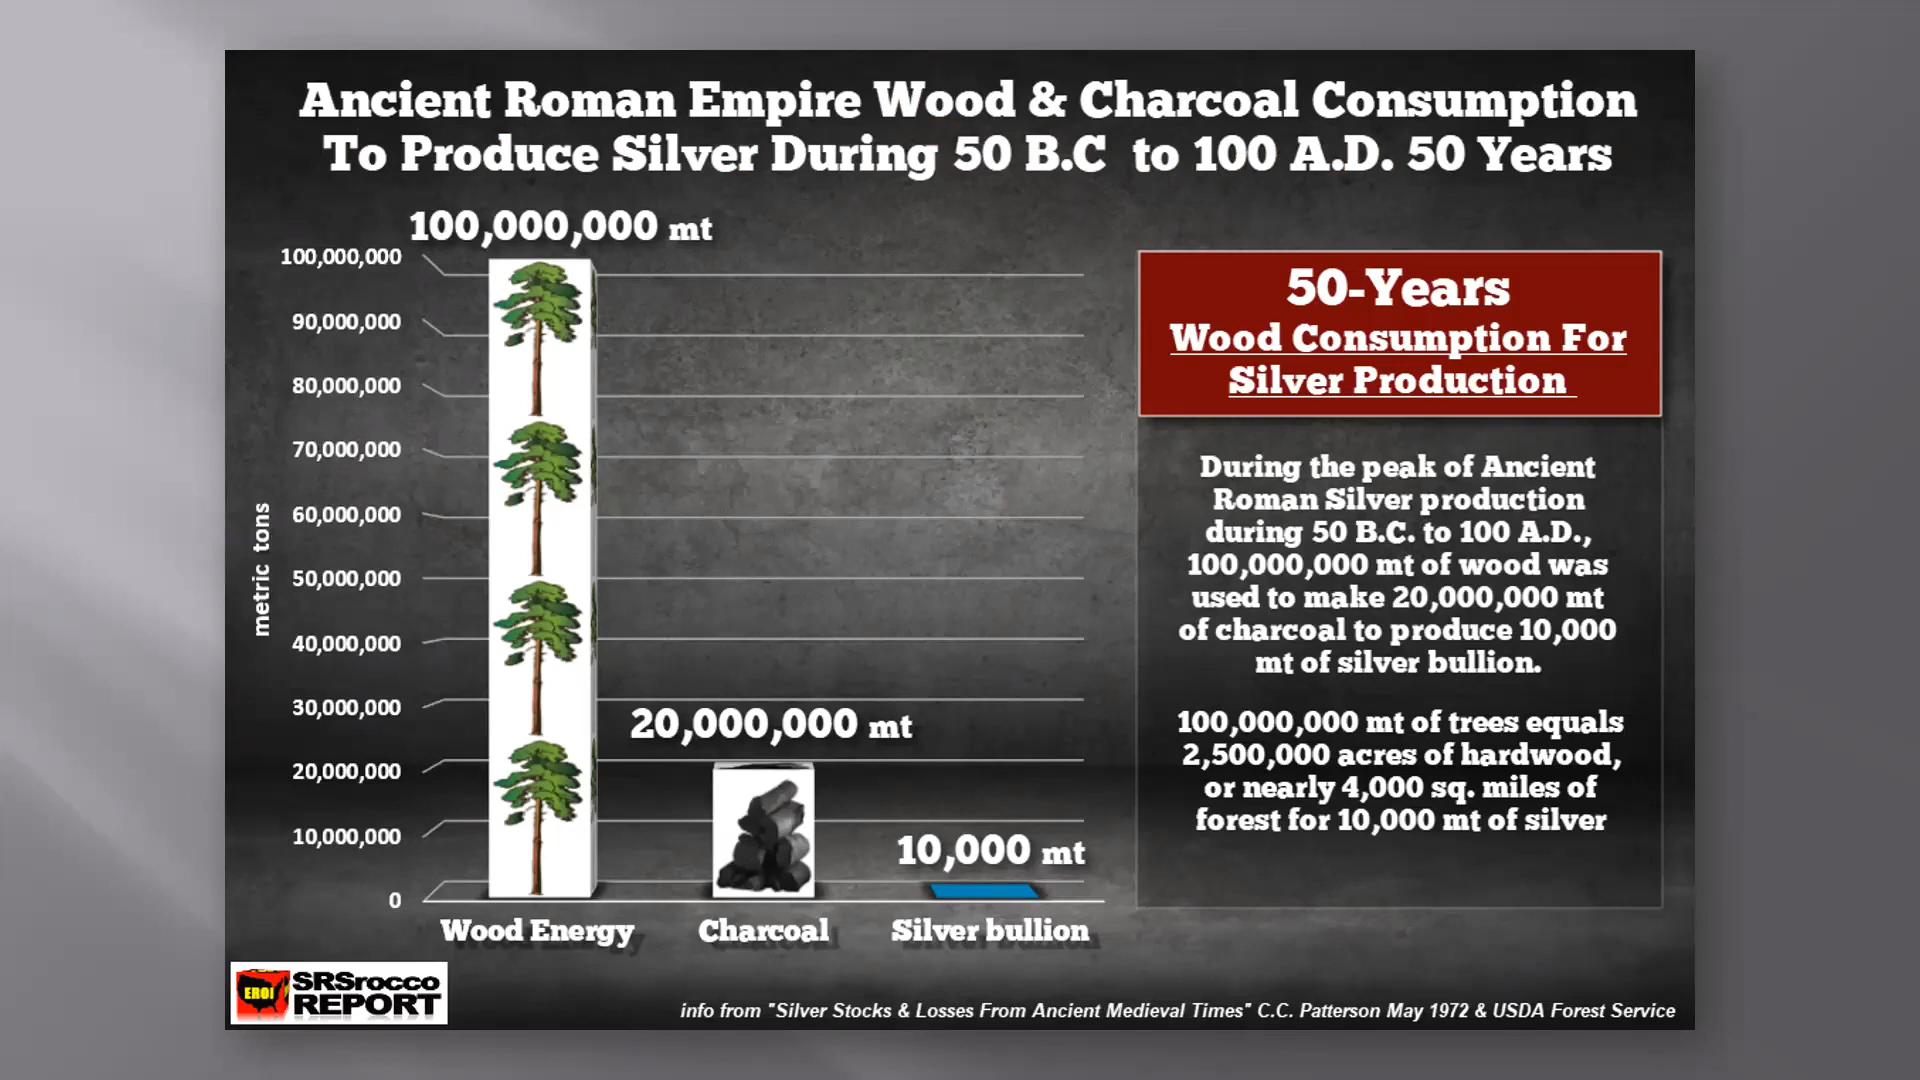 Ancient Roman Empire Wood & Charcoal Consumption
To Produce Silver During 50 B.C to 100 A.D. 50 Years
100,000,000 mt
100,000,000
90,000,000
80,000,000
70,000,000
60,000,000
50,000,000
40,000,000
30,000,000
20,000,000
10,000,000
0
metric tons
20,000,000 mt
10,000 mt
Wood Energy
Charcoal
Silver bullion
50-Years
Wood Consumption For
Silver Production
During the peak of Ancient
Roman Silver production
during 50 B.C. to 100 A.D.,
100,000,000 mt of wood was
used to make 20,000,000 mt
of charcoal to produce 10,000
mt of silver bullion.
100,000,000 mt of trees equals
2,500,000 acres of hardwood,
or nearly 4,000 sq. miles of
forest for 10,000 mt of silver
EROI
SRSrocco
REPORT
info from "Silver Stocks & Losses From Ancient Medieval Times" C.C. Patterson May 1972 & USDA Forest Service